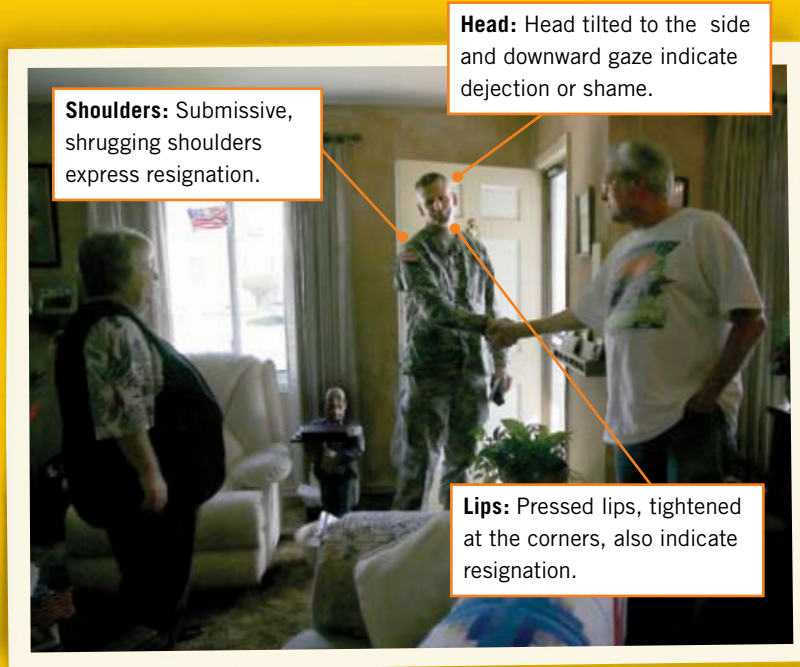 Head: Head tilted to the side
and downward gaze indicate
dejection or shame.
Shoulders: Submissive,
shrugging shoulders
express resignation.
Lips: Pressed lips, tightened
at the corners, also indicate
resignation.